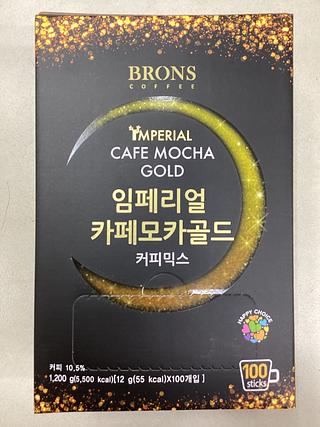 BRONS
COFFEE
IMPERIAL
CAFE MOCHA
GOLD
임페리얼
카페모카골드
커피믹스
HAPPY CHOICE
커피 10.5%
1,200 g(5,500 kcal)[12 g(55 kcal)X100개입 ]
100
sticks